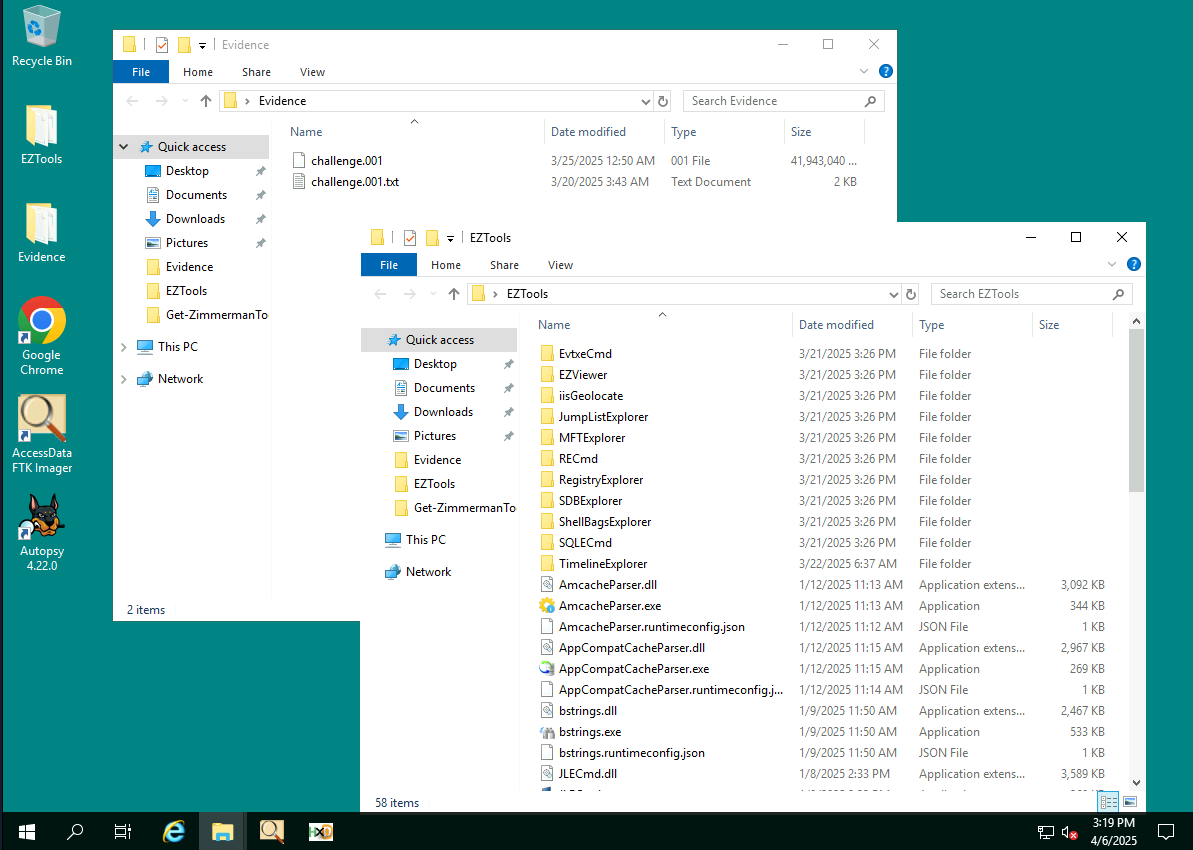 Recycle Bin
EZTools
Evidence
Google
Chrome
AccessData
FTK Imager
Autopsy
4.22.0
Evidence
File Home Share View
Evidence
Search Evidence
Name Date modified Type Size
challenge.001 3/25/2025 12:50 AM 001 File 41,943,040 ...
challenge.001.txt 3/20/2025 3:43 AM Text Document 2 KB
Quick access
Desktop
Documents
Downloads
Pictures
Evidence
EZTools
Get-ZimmermanTo
This PC
Network
2 items
EZTools
File Home Share View
EZTools
Search EZTools
Quick access
Desktop
Documents
Downloads
Pictures
Evidence
EZTools
Get-ZimmermanTo
This PC
Network
Name Date modified Type Size
EvtxeCmd 3/21/2025 3:26 PM File folder
EZViewer 3/21/2025 3:26 PM File folder
iisGeolocate 3/21/2025 3:26 PM File folder
JumpListExplorer 3/21/2025 3:26 PM File folder
MFTExplorer 3/21/2025 3:26 PM File folder
RECmd 3/21/2025 3:26 PM File folder
RegistryExplorer 3/21/2025 3:26 PM File folder
SDBExplorer 3/21/2025 3:26 PM File folder
ShellBagsExplorer 3/21/2025 3:26 PM File folder
SQLECmd 3/21/2025 3:26 PM File folder
TimelineExplorer 3/22/2025 6:37 AM File folder
AmcacheParser.dll 1/12/2025 11:13 AM Application extens... 3,092 KB
AmcacheParser.exe 1/12/2025 11:13 AM Application 344 KB
AmcacheParser.runtimeconfig.json 1/12/2025 11:12 AM JSON File 1 KB
AppCompatCacheParser.dll 1/12/2025 11:15 AM Application extens... 2,967 KB
AppCompatCacheParser.exe 1/12/2025 11:15 AM Application 269 KB
AppCompatCacheParser.runtimeconfig.j... 1/12/2025 11:14 AM JSON File 1 KB
bstrings.dll 1/9/2025 11:50 AM Application extens... 2,467 KB
bstrings.exe 1/9/2025 11:50 AM Application 533 KB
bstrings.runtimeconfig.json 1/9/2025 11:50 AM JSON File 1 KB
JLECmd.dll 1/8/2025 2:33 PM Application extens... 3,589 KB
58 items
HXD
3:19 PM
4/6/2025